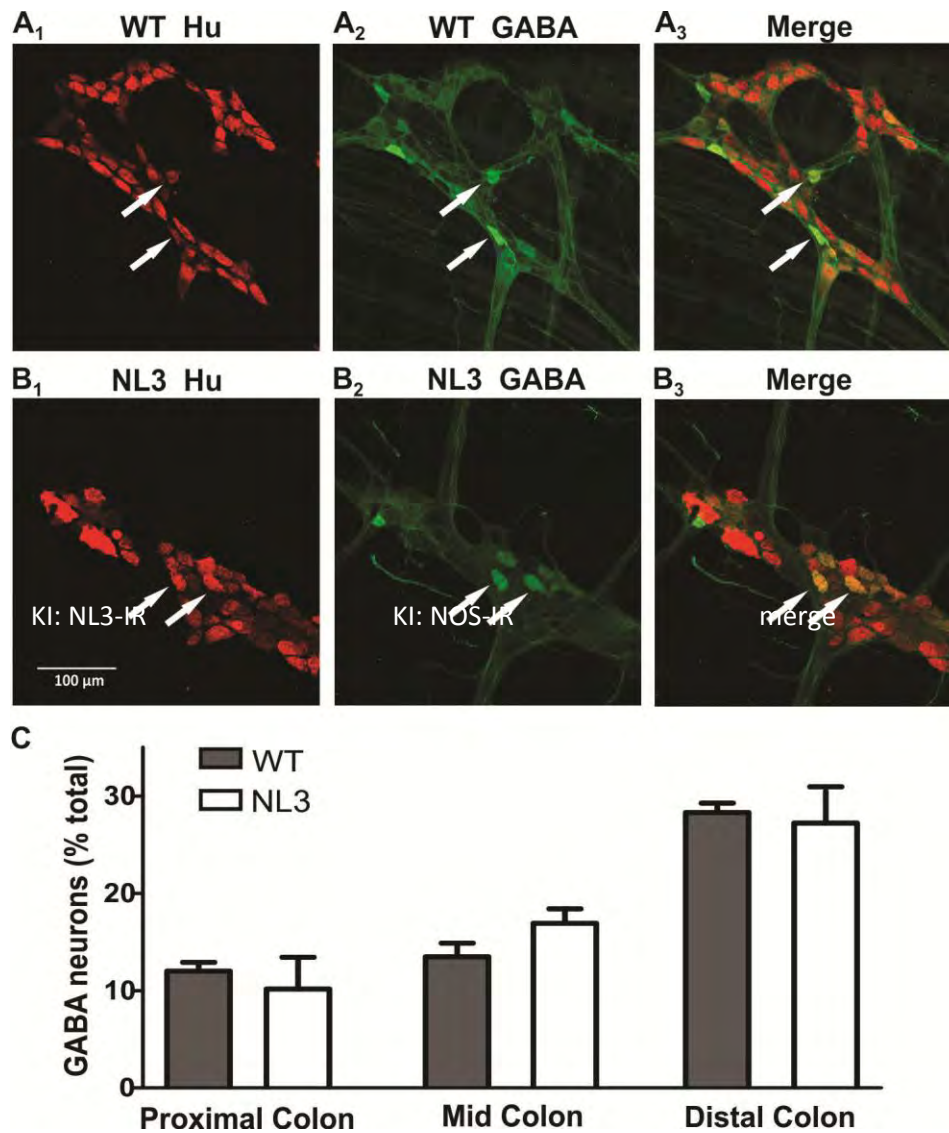 A1 WT Hu
A2 WT GABA
A3 Merge
B1 NL3 Hu
B2 NL3 GABA
B3 Merge
KI: NL3-IR
KI: NOS-IR
merge
100 µm
C
GABA neurons (% total)
WT
NL3
30
20
10
0
Proximal Colon
Mid Colon
Distal Colon